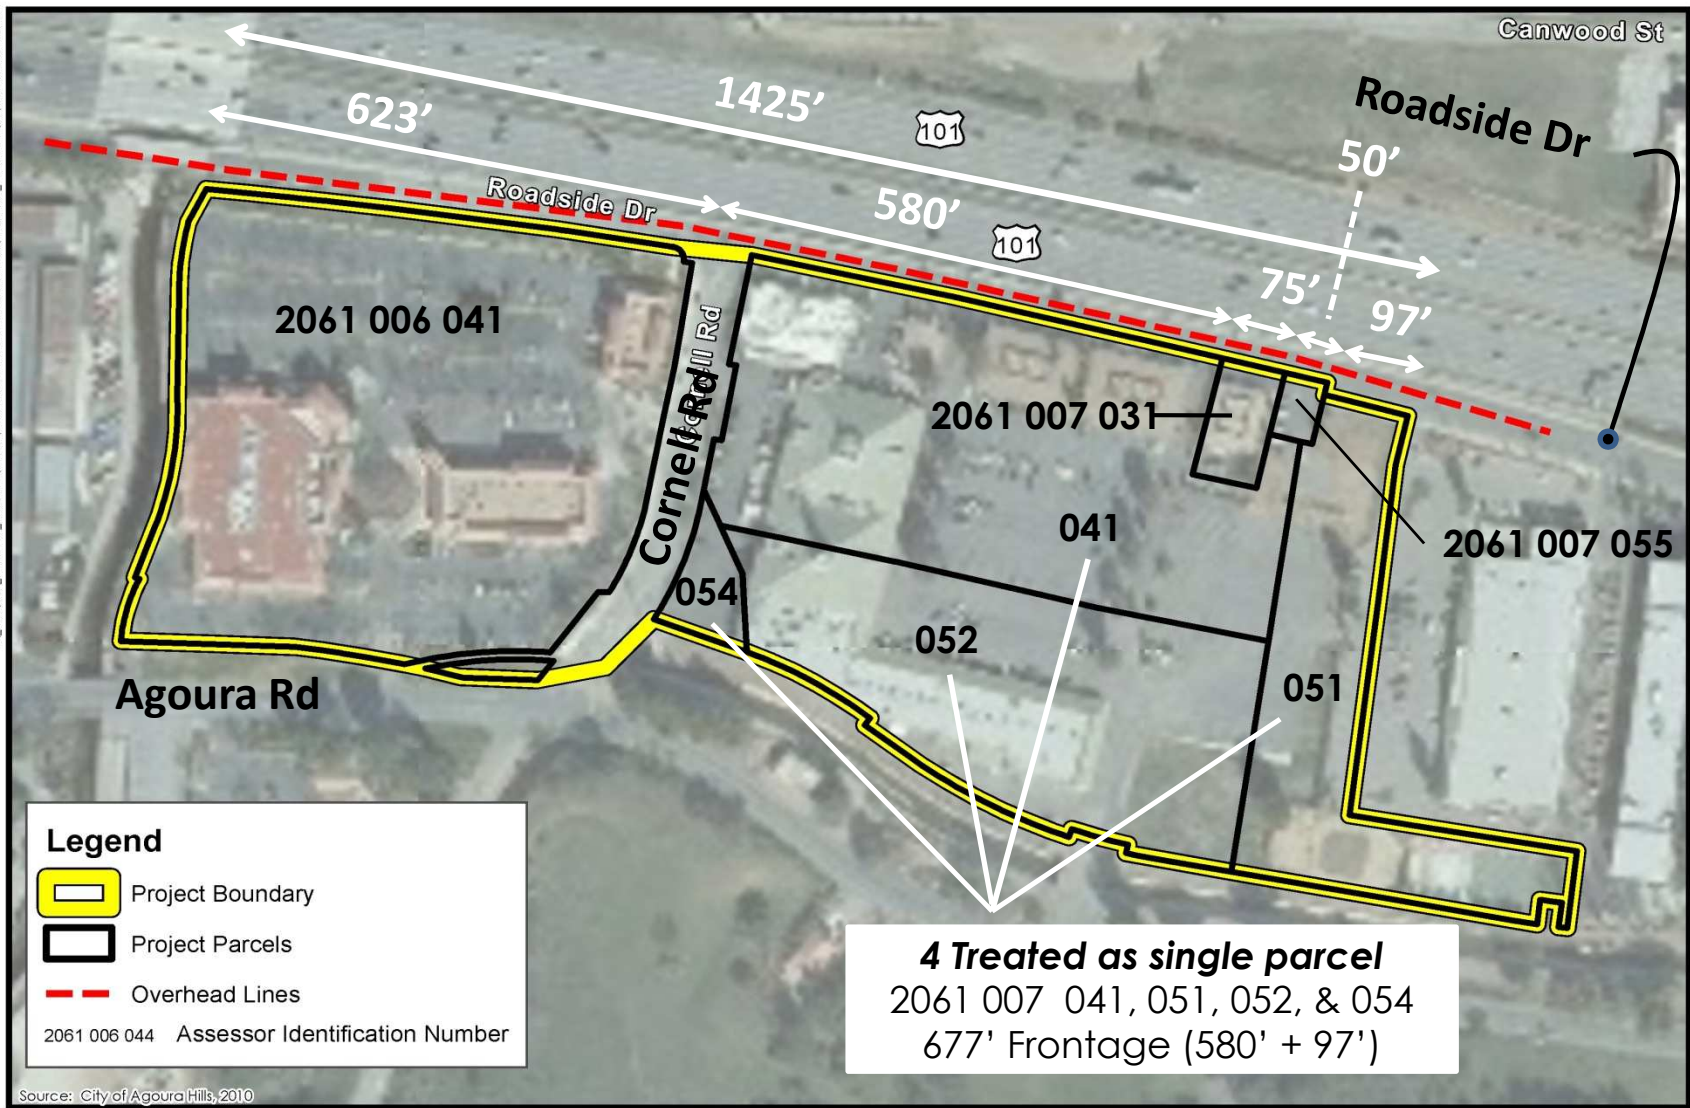 Canwood St
Roadside Dr
1425’
623’
101
50’
580’
Roadside Dr
101
75’
97’
2061 006 041
Cornell Rd
Cornell Rd
2061 007 031
041
2061 007 055
054
052
051
Agoura Rd
Legend
Project Boundary
Project Parcels
Overhead Lines
2061 006 044 Assessor Identification Number
4 Treated as single parcel
2061 007 041, 051, 052, & 054
677’ Frontage (580’ + 97’)
Source: City of Agoura Hills, 2010